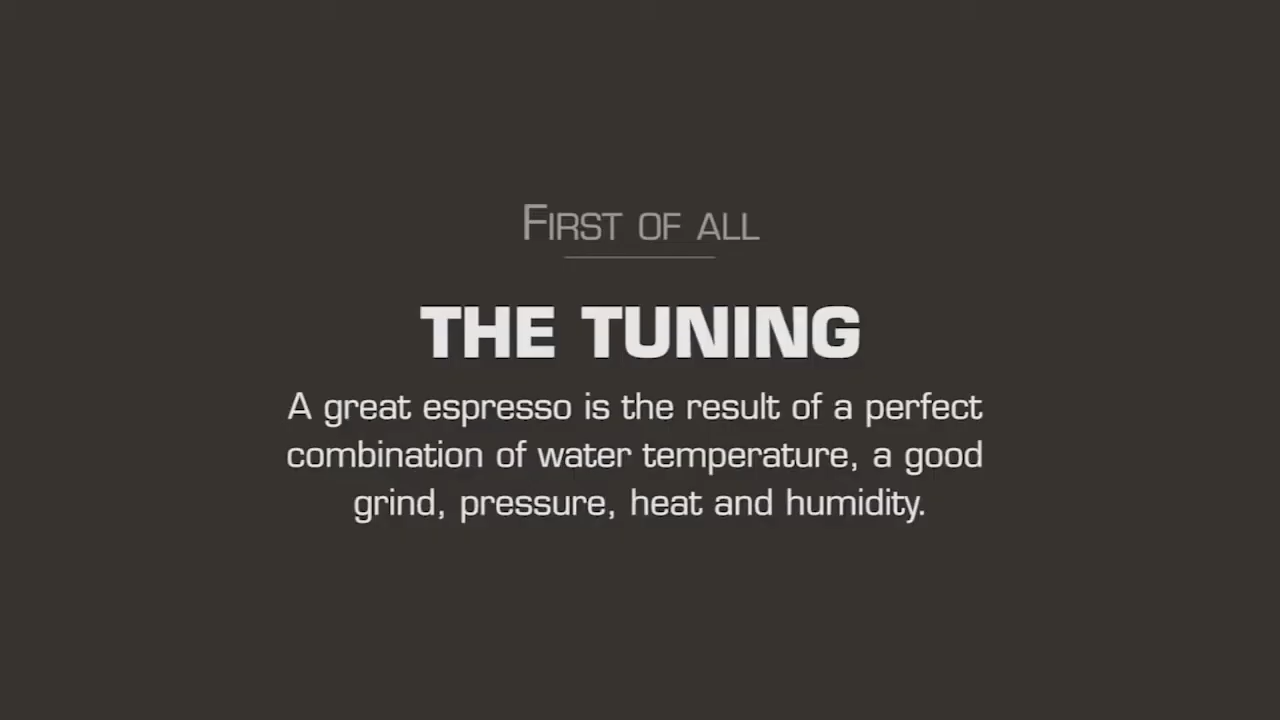 First of all
THE TUNING
A great espresso is the result of a perfect
combination of water temperature, a good
grind, pressure, heat and humidity.